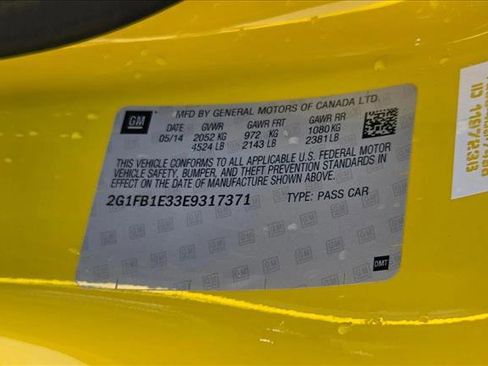 GM
MFD BY GENERAL MOTORS OF CANADA LTD
05/14 GVWR GAWR FRT GAWR RR
2052 KG 972 KG 1080 KG
4524 LB 2143 LB 2381 LB
THIS VEHICLE CONFORMS TO ALL APPLICABLE U.S. FEDERAL MOTOR
VEHICLE SAFETY, BUMPER, AND THEFT PREVENTION STANDARDS IN
EFFECT ON THE DATE OF MANUFACTURE SHOWN ABOVE.
2G1FB1E33E9317371 TYPE: PASS CAR
DMT